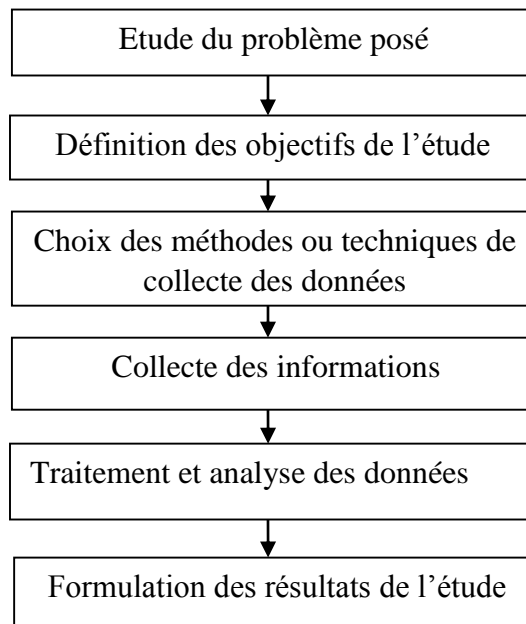 Etude du problème posé
Définition des objectifs de l’étude
Choix des méthodes ou techniques de
collecte des données
Collecte des informations
Traitement et analyse des données
Formulation des résultats de l’étude